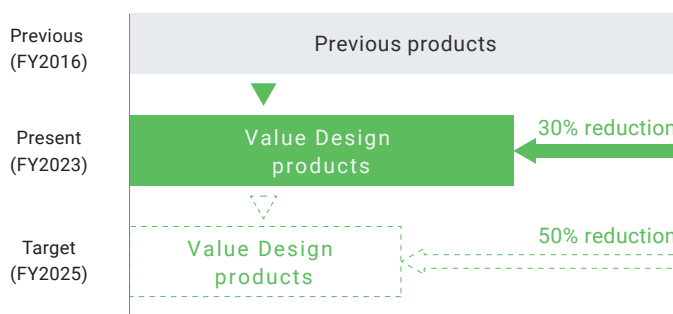 Previous
(FY2016)
Previous products
Present
(FY2023)
Value Design
products
30% reduction
Target
(FY2025)
Value Design
products
50% reduction